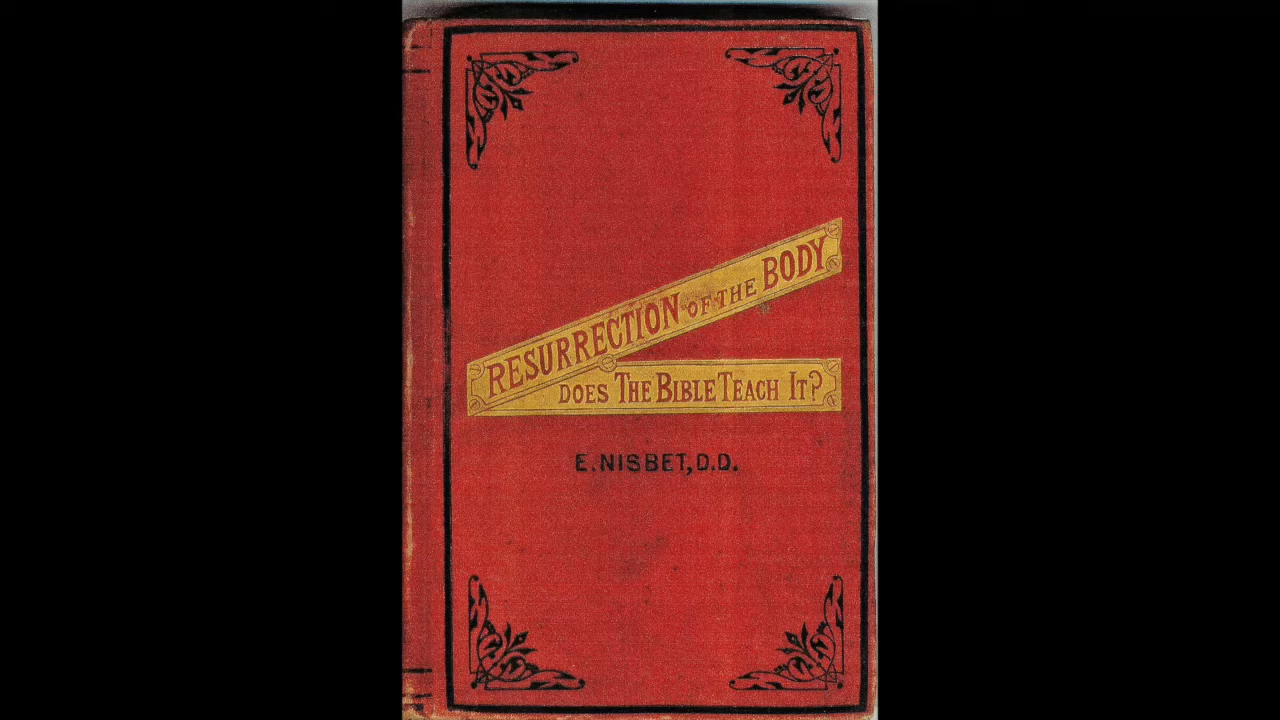 RESURRECTION OF THE BODY
DOES THE BIBLE TEACH IT?
E. NISBET, D.D.